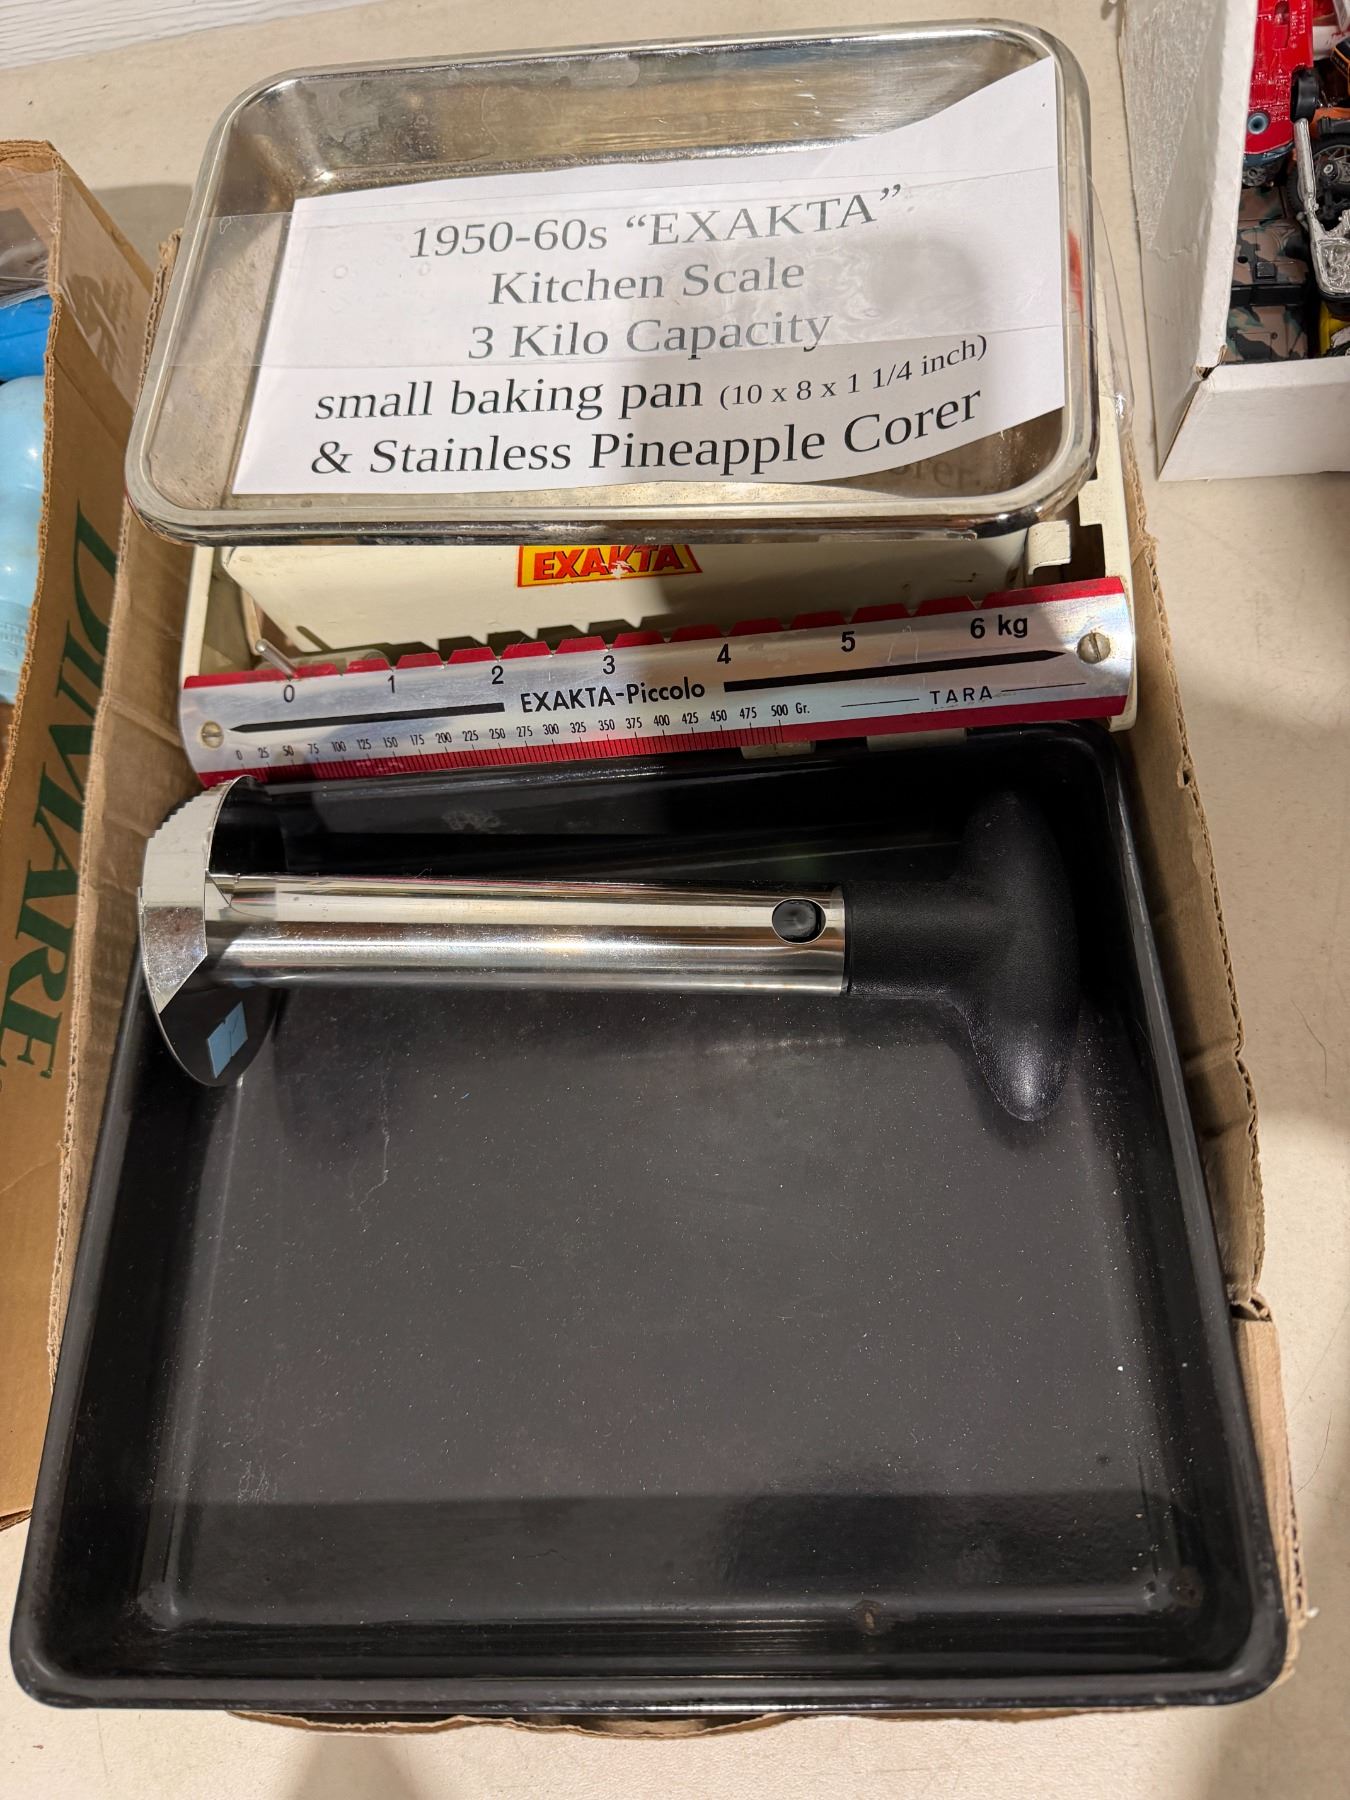 1950-60s “EXAKTA”
Kitchen Scale
3 Kilo Capacity
small baking pan (10 x 8 x 1 1/4 inch)
& Stainless Pineapple Corer
EXAKTA
0 1 2 3 4 5 6 kg
EXAKTA-Piccolo
TARA
0 25 50 75 100 125 150 175 200 225 250 275 300 325 350 375 400 425 450 475 500 Gr.
DIMARE